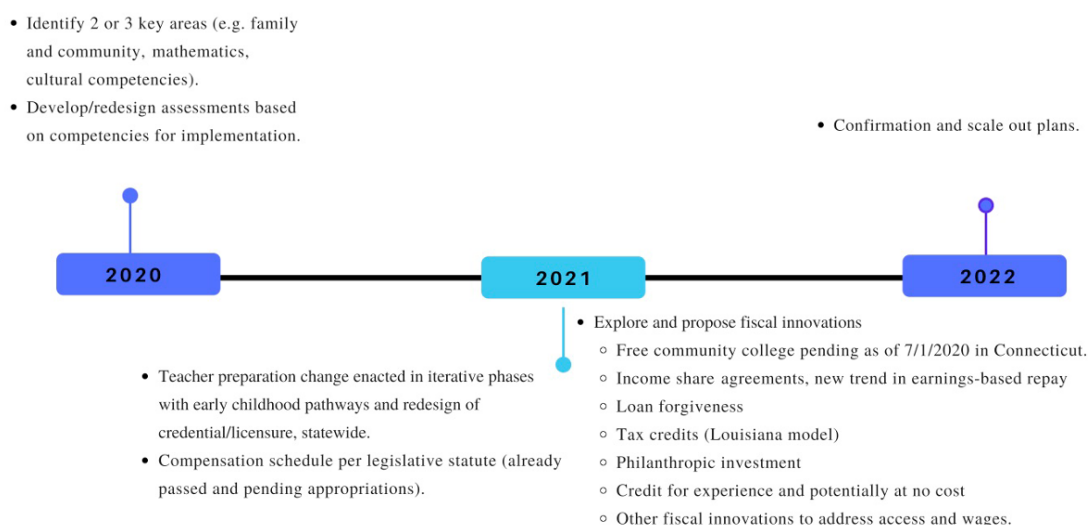 • Identify 2 or 3 key areas (e.g. family
and community, mathematics,
cultural competencies).
• Develop/redesign assessments based
on competencies for implementation.
• Confirmation and scale out plans.
2020
2021
2022
• Teacher preparation change enacted in iterative phases
with early childhood pathways and redesign of
credential/licensure, statewide.
• Compensation schedule per legislative statute (already
passed and pending appropriations).
• Explore and propose fiscal innovations
○ Free community college pending as of 7/1/2020 in Connecticut.
○ Income share agreements, new trend in earnings-based repay
○ Loan forgiveness
○ Tax credits (Louisiana model)
○ Philanthropic investment
○ Credit for experience and potentially at no cost
○ Other fiscal innovations to address access and wages.